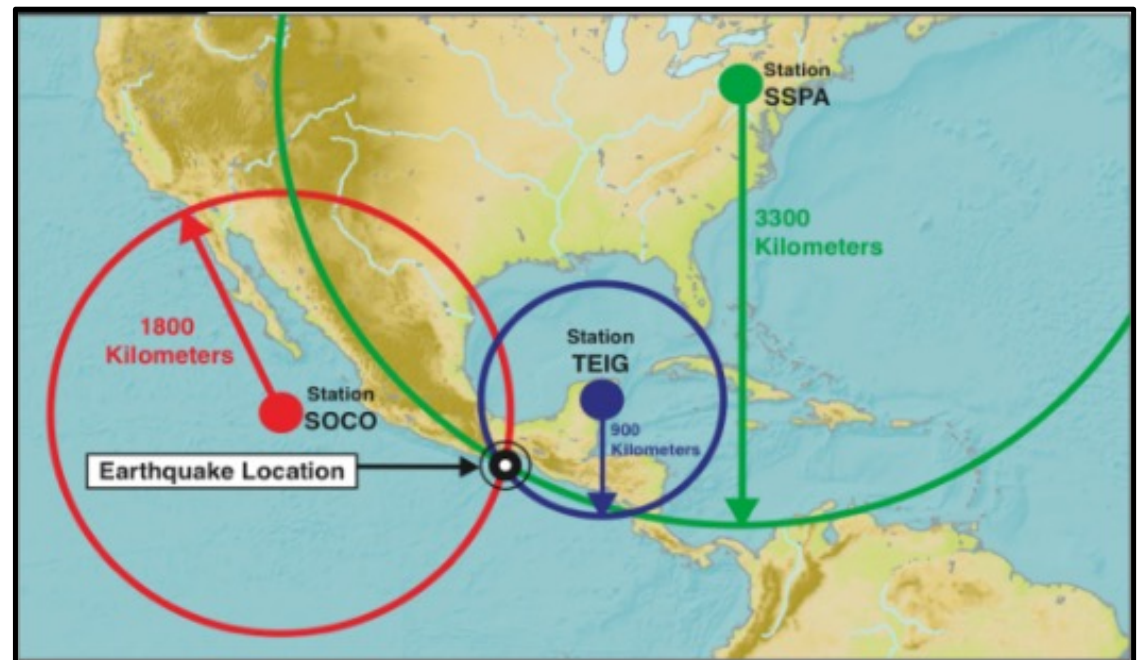 Station
SSPA
3300
Kilometers
1800
Kilometers
Station
TEIG
Station
SOCO
900
Kilometers
Earthquake Location